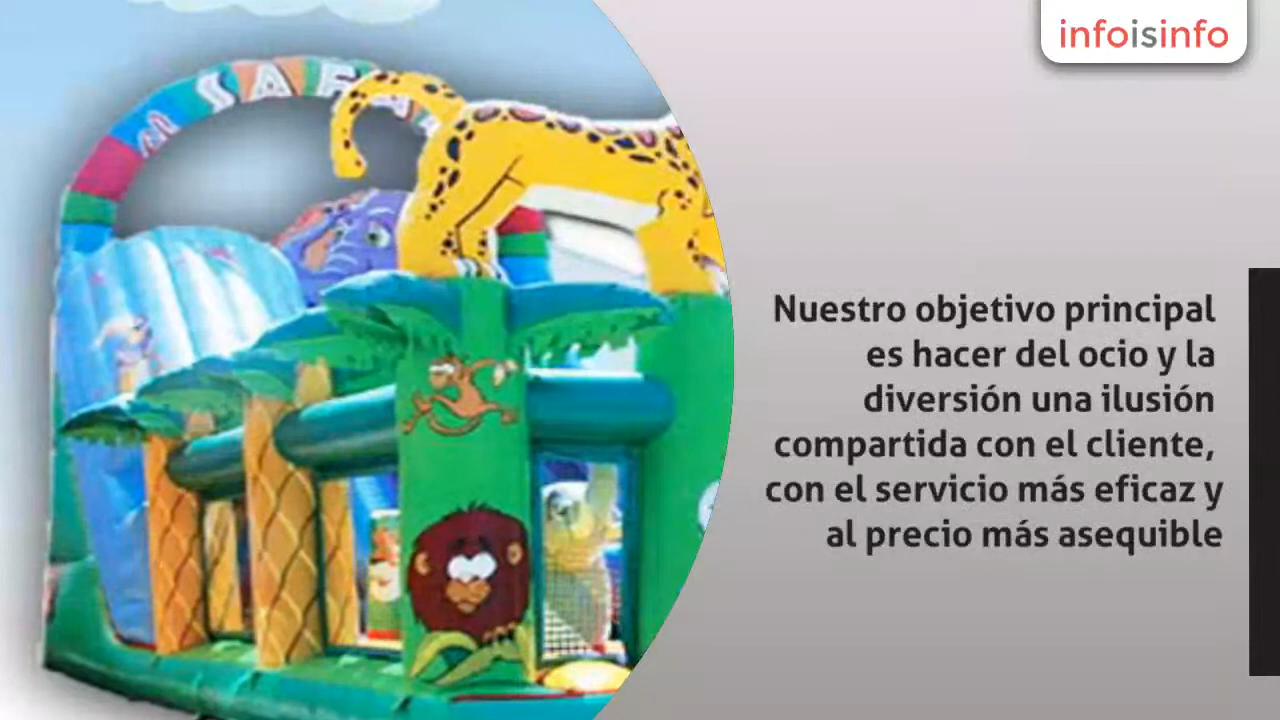 infoisinfo
Nuestro objetivo principal
es hacer del ocio y la
diversión una ilusión
compartida con el cliente,
con el servicio más eficaz y
al precio más asequible